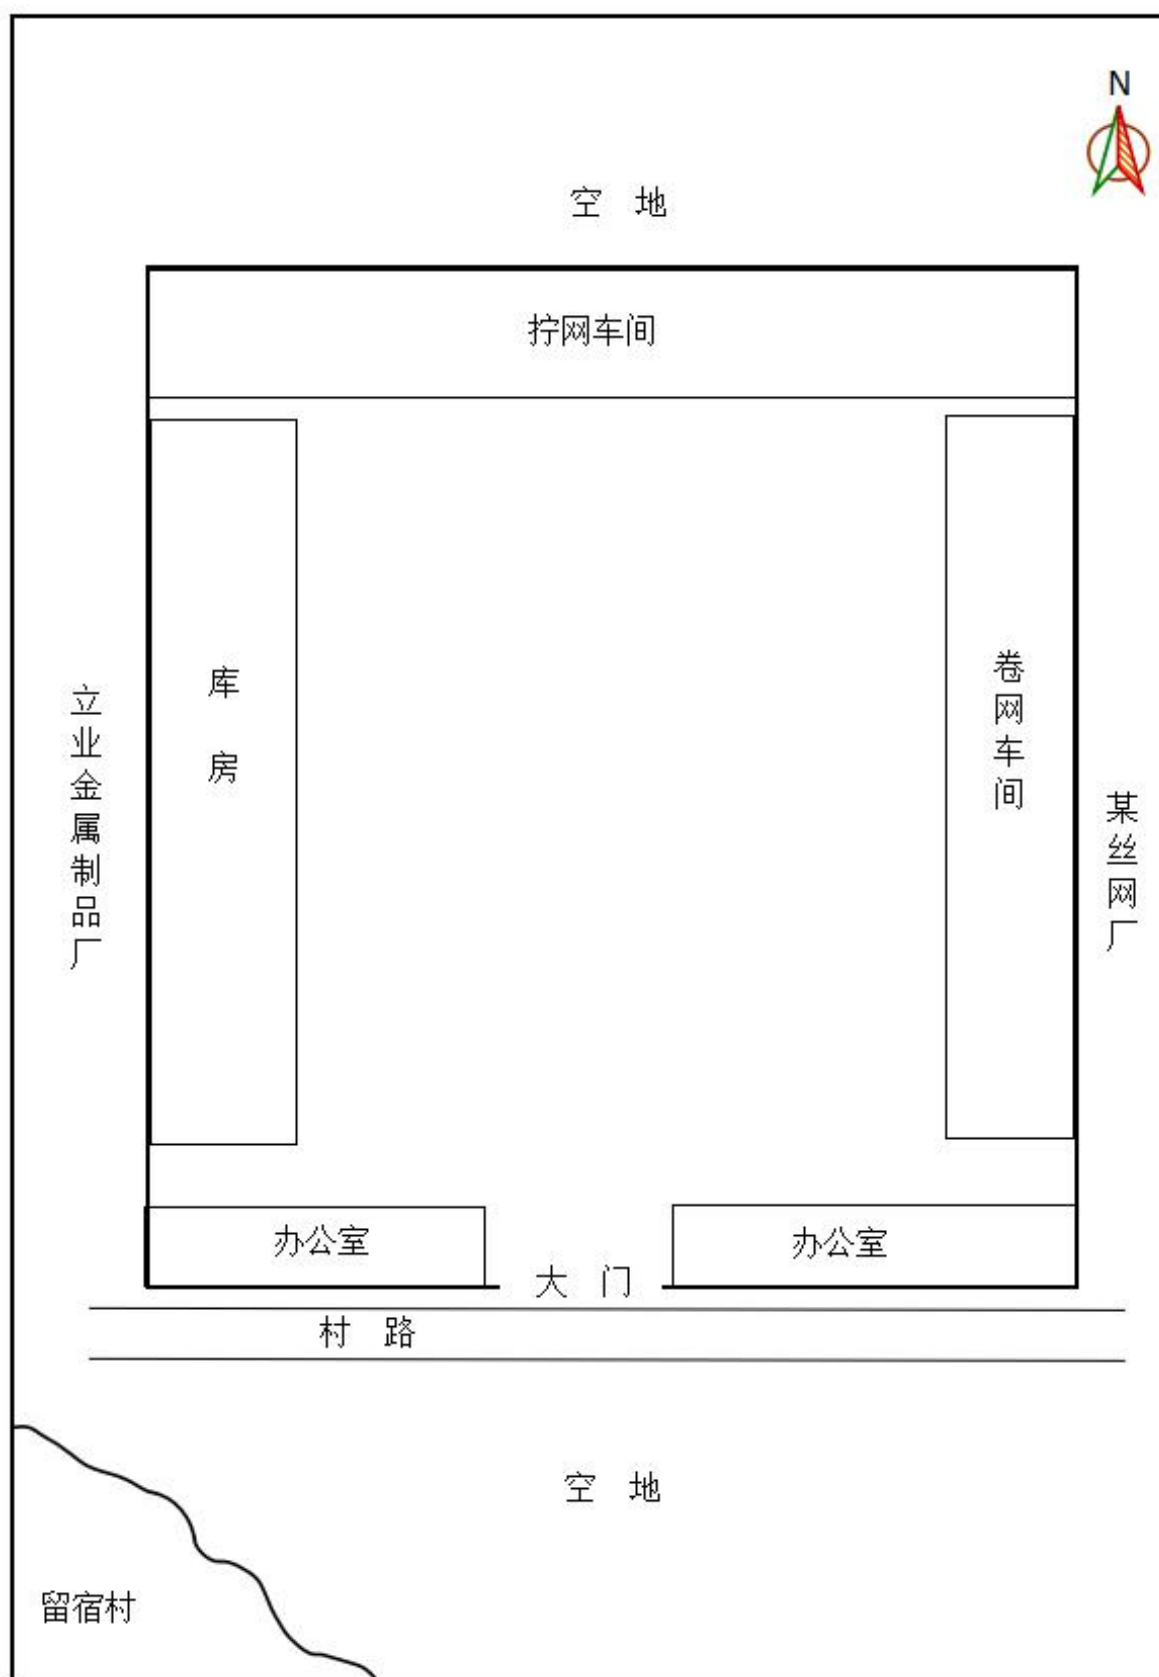 N
空 地
拧网车间
库房
卷网车间
立业金属制品厂
某丝网厂
办公室
办公室
大 门
村 路
空 地
留宿村